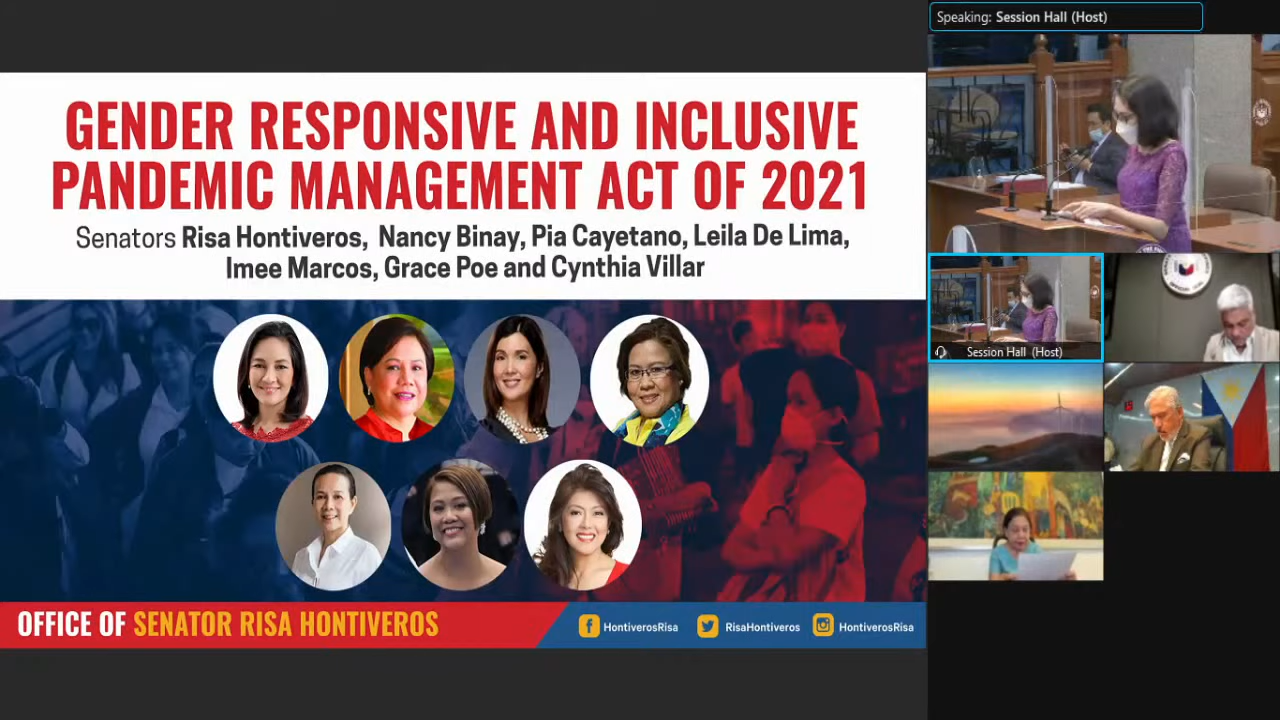 GENDER RESPONSIVE AND INCLUSIVE
PANDEMIC MANAGEMENT ACT OF 2021
Senators Risa Hontiveros, Nancy Binay, Pia Cayetano, Leila De Lima,
Imee Marcos, Grace Poe and Cynthia Villar
OFFICE OF SENATOR RISA HONTIVEROS
HontiverosRisa
RisaHontiveros
HontiverosRisa
Speaking: Session Hall (Host)
Session Hall (Host)